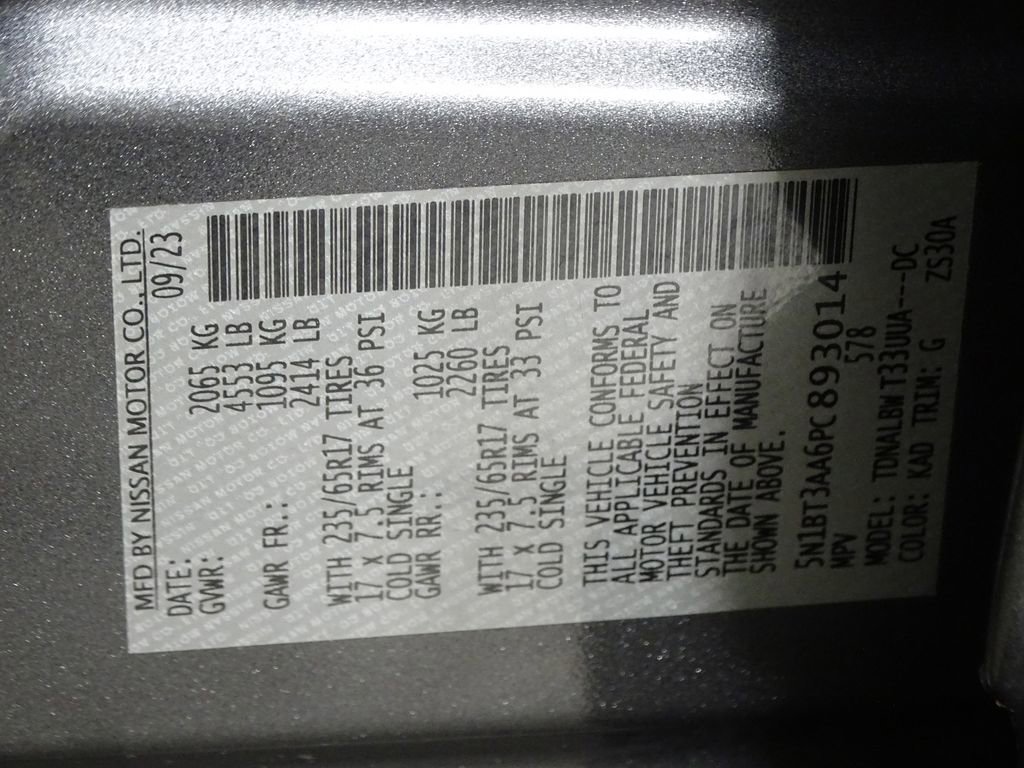 MFD BY NISSAN MOTOR CO., LTD.
DATE: 09/23
GVWR: 2065 KG
4553 LB
GAWR FR.: 1095 KG
2414 LB
WITH 235/65R17 TIRES
17 X 7.5 RIMS AT 36 PSI
COLD SINGLE
GAWR RR.: 1025 KG
2260 LB
WITH 235/65R17 TIRES
17 X 7.5 RIMS AT 33 PSI
COLD SINGLE
THIS VEHICLE CONFORMS TO
ALL APPLICABLE FEDERAL
MOTOR VEHICLE SAFETY AND
THEFT PREVENTION
STANDARDS IN EFFECT ON
THE DATE OF MANUFACTURE
SHOWN ABOVE.
5N1BT3AA6PC893014
MPV 578
MODEL: TDNALBW T33UUA---DC
COLOR: KAD TRIM: G ZS30A